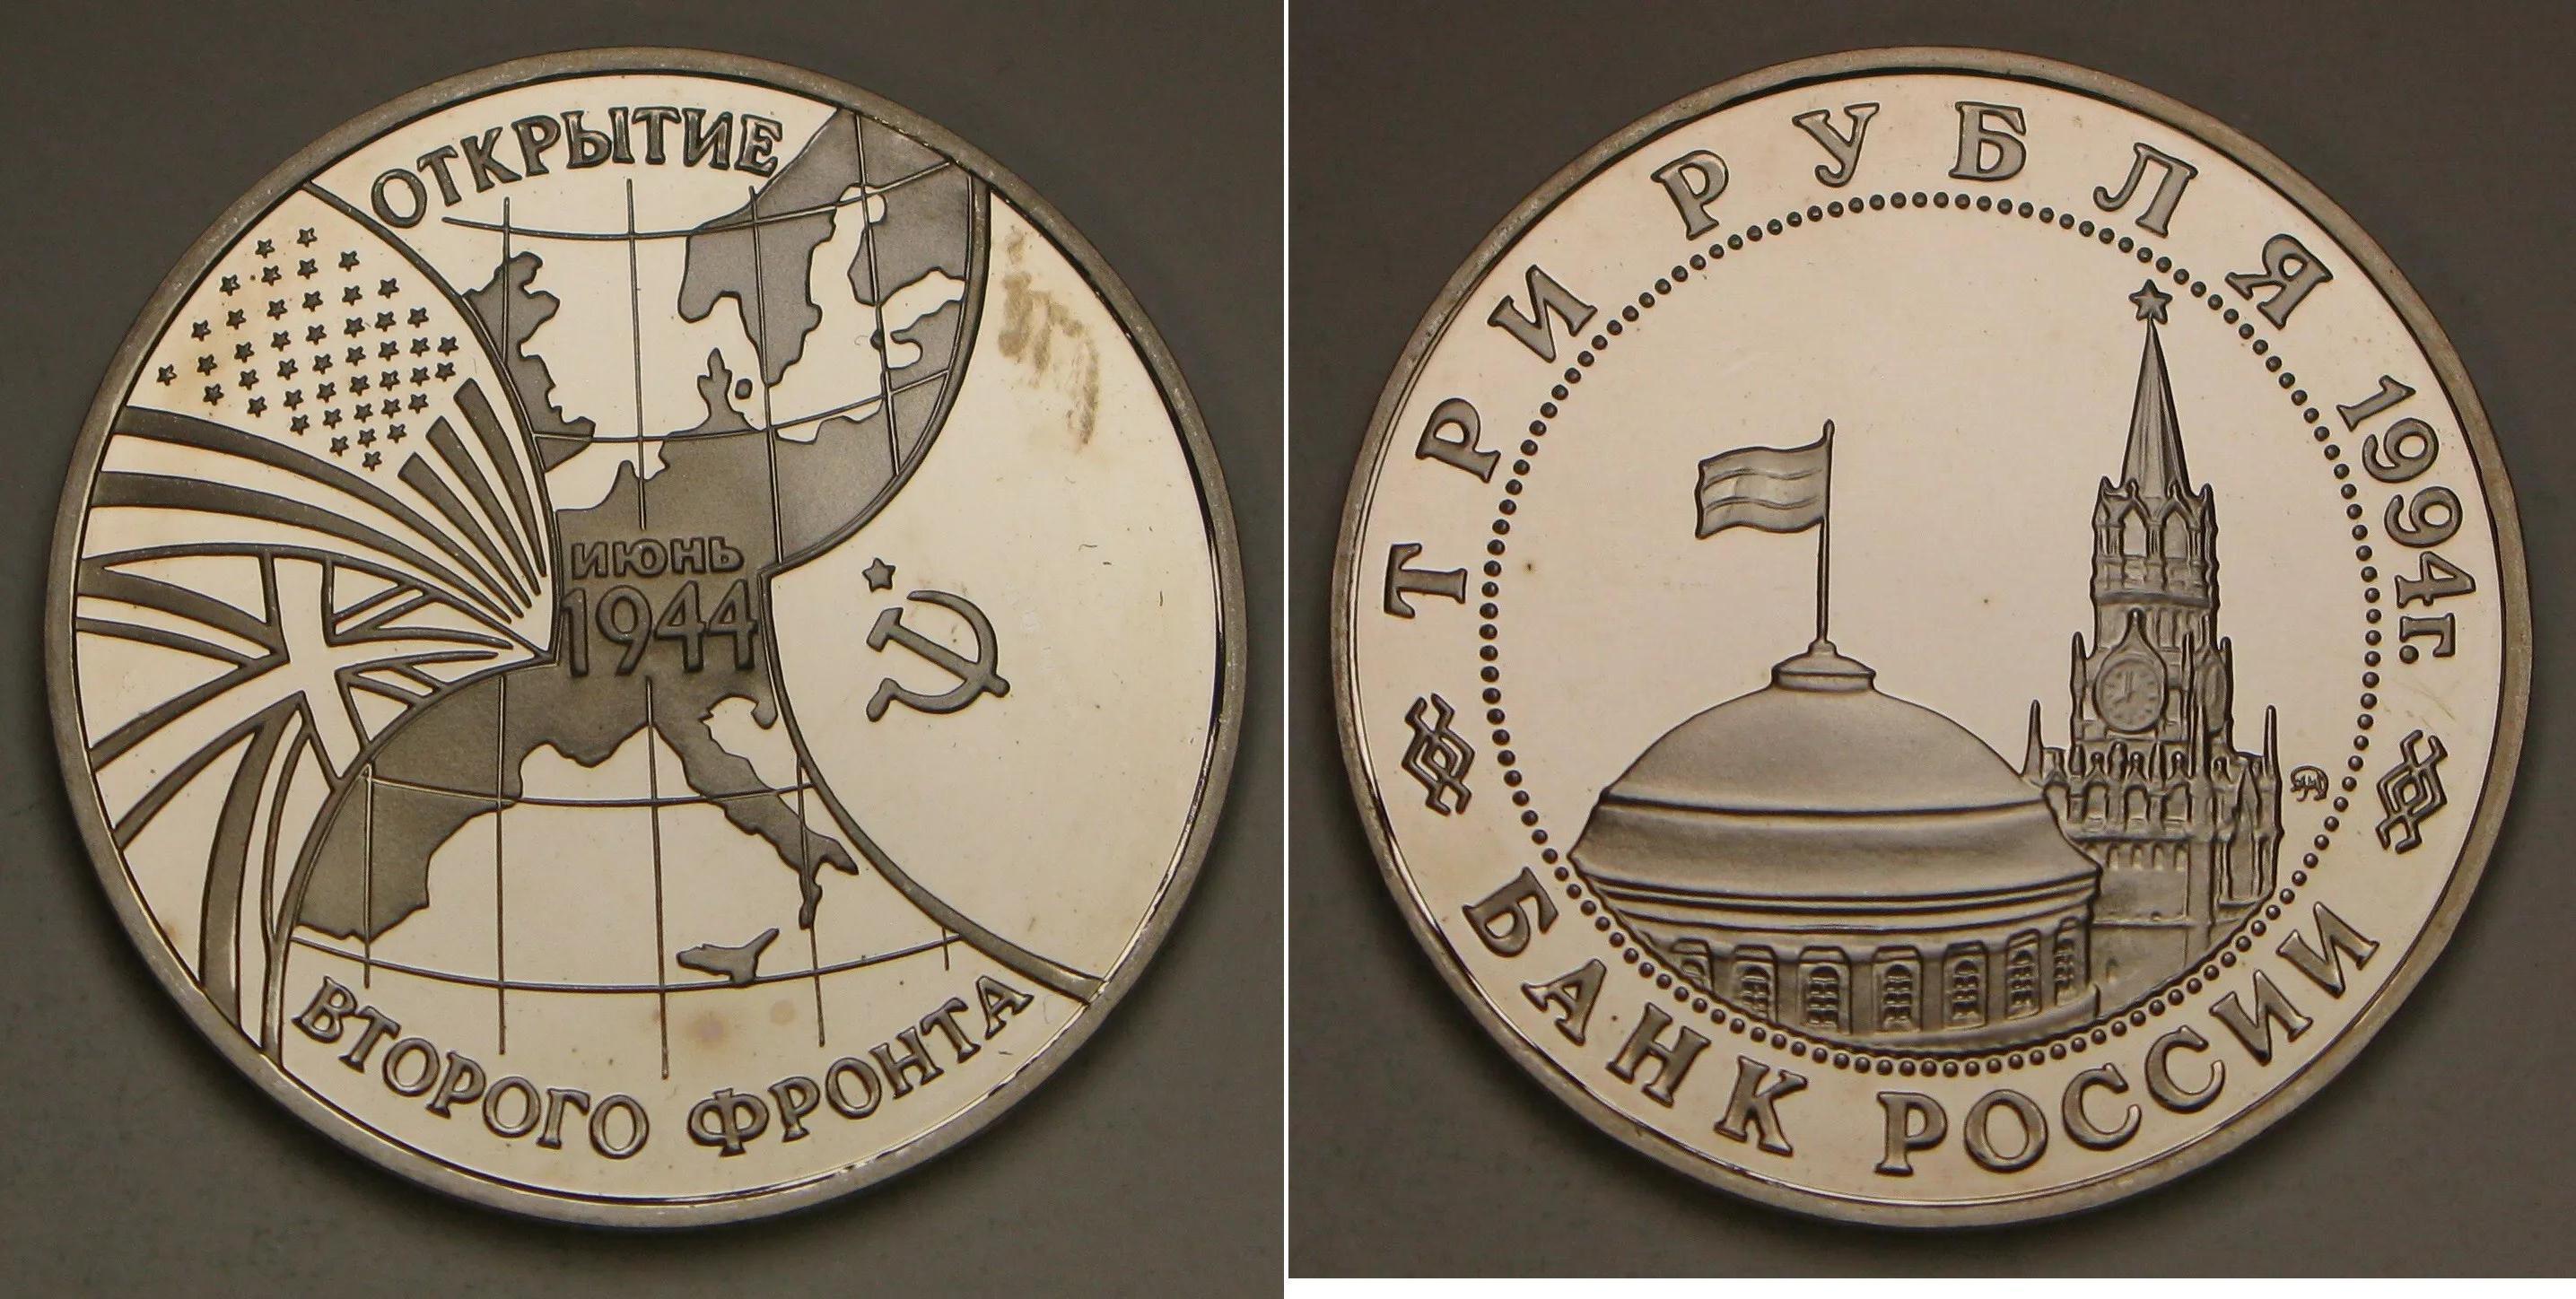 ОТКРЫТИЕ
июнь
1944
ВТОРОГО ФРОНТА
ТРИ РУБЛЯ 1994г.
БАНК РОССИИ